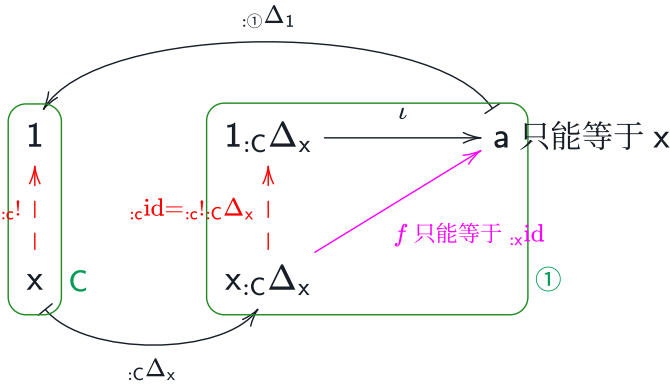 :①Δ₁
1
1:CΔx
ι
a 只能等于 x
:c!
:cid=:c!:CΔx
f 只能等于 :xid
x
C
x:CΔx
①
:CΔx